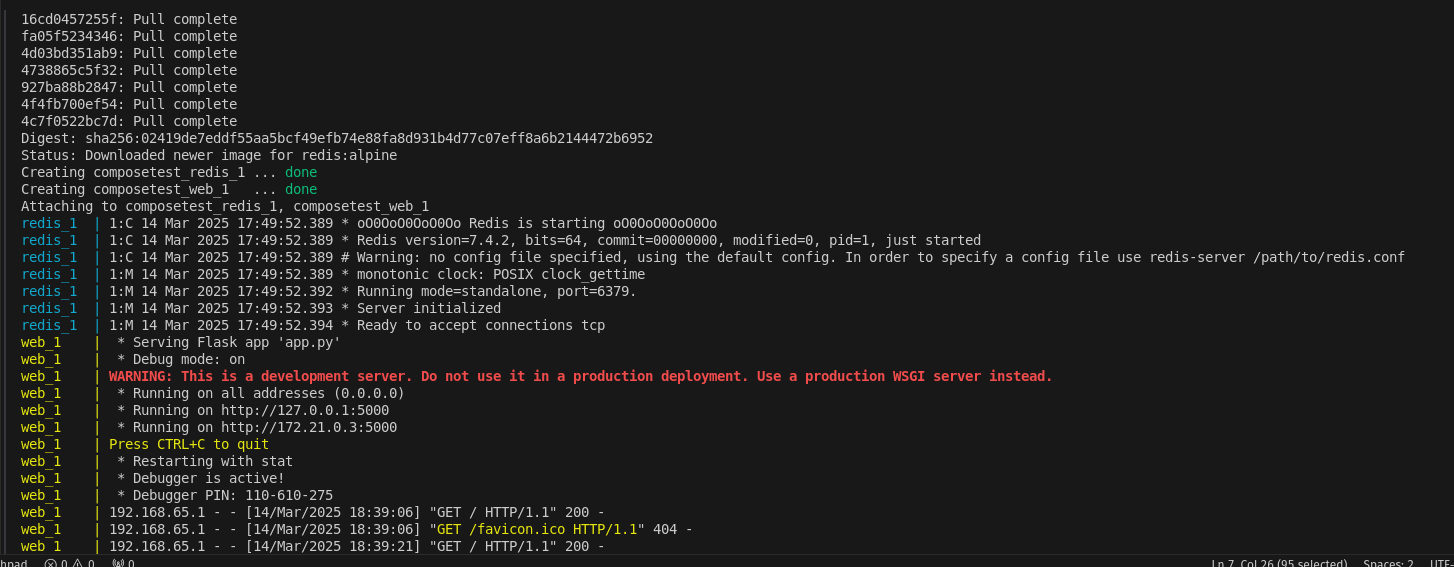 16cd0457255f: Pull complete
fa05f5234346: Pull complete
4d03bd351ab9: Pull complete
4738865c5f32: Pull complete
927ba88b2847: Pull complete
4f4fb700ef54: Pull complete
4c7f0522bc7d: Pull complete
Digest: sha256:02419de7eddf55aa5bcf49efb74e88fa8d931b4d77c07eff8a6b2144472b6952
Status: Downloaded newer image for redis:alpine
Creating composetest_redis_1 ... done
Creating composetest_web_1   ... done
Attaching to composetest_redis_1, composetest_web_1
redis_1  | 1:C 14 Mar 2025 17:49:52.389 * oO0OoO0OoO0Oo Redis is starting oO0OoO0OoO0Oo
redis_1  | 1:C 14 Mar 2025 17:49:52.389 * Redis version=7.4.2, bits=64, commit=00000000, modified=0, pid=1, just started
redis_1  | 1:C 14 Mar 2025 17:49:52.389 # Warning: no config file specified, using the default config. In order to specify a config file use redis-server /path/to/redis.conf
redis_1  | 1:M 14 Mar 2025 17:49:52.389 * monotonic clock: POSIX clock_gettime
redis_1  | 1:M 14 Mar 2025 17:49:52.392 * Running mode=standalone, port=6379.
redis_1  | 1:M 14 Mar 2025 17:49:52.393 * Server initialized
redis_1  | 1:M 14 Mar 2025 17:49:52.394 * Ready to accept connections tcp
web_1    |  * Serving Flask app 'app.py'
web_1    |  * Debug mode: on
web_1    | WARNING: This is a development server. Do not use it in a production deployment. Use a production WSGI server instead.
web_1    |  * Running on all addresses (0.0.0.0)
web_1    |  * Running on http://127.0.0.1:5000
web_1    |  * Running on http://172.21.0.3:5000
web_1    | Press CTRL+C to quit
web_1    |  * Restarting with stat
web_1    |  * Debugger is active!
web_1    |  * Debugger PIN: 110-610-275
web_1    | 192.168.65.1 - - [14/Mar/2025 18:39:06] "GET / HTTP/1.1" 200 -
web_1    | 192.168.65.1 - - [14/Mar/2025 18:39:06] "GET /favicon.ico HTTP/1.1" 404 -
web_1    | 192.168.65.1 - - [14/Mar/2025 18:39:21] "GET / HTTP/1.1" 200 -
hpad 0 0 0 Ln 7, Col 26 (95 selected) Spaces: 2 UTF-